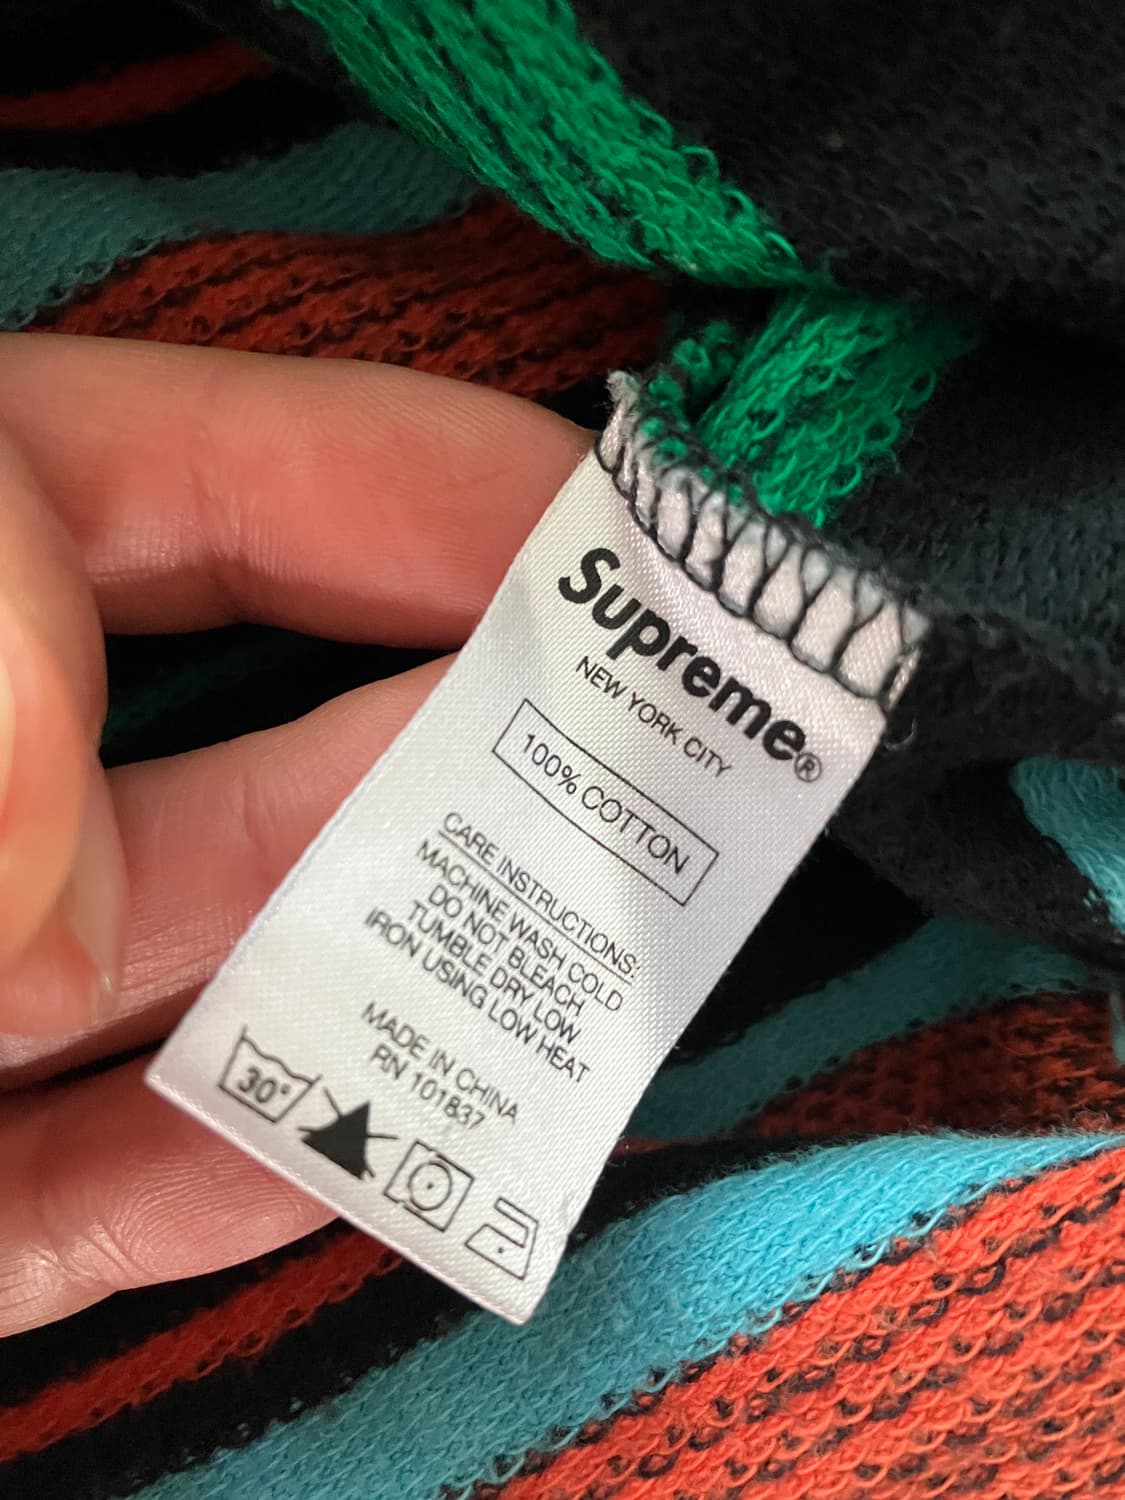 Supreme®
NEW YORK CITY
100% COTTON
CARE INSTRUCTIONS:
MACHINE WASH COLD
DO NOT BLEACH
TUMBLE DRY LOW
IRON USING LOW HEAT
MADE IN CHINA
RN 101837
30°